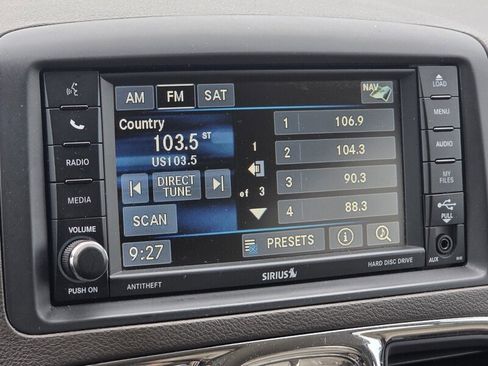 AM FM SAT NAV
Country
103.5 ST
US103.5
DIRECT
TUNE
SCAN
9:27
1
of 3
1 106.9
2 104.3
3 90.3
4 88.3
PRESETS
RADIO
MEDIA
VOLUME
PUSH ON
ANTITHEFT
SIRIUS
HARD DISC DRIVE
LOAD
MENU
AUDIO
MY
FILES
PULL
AUX